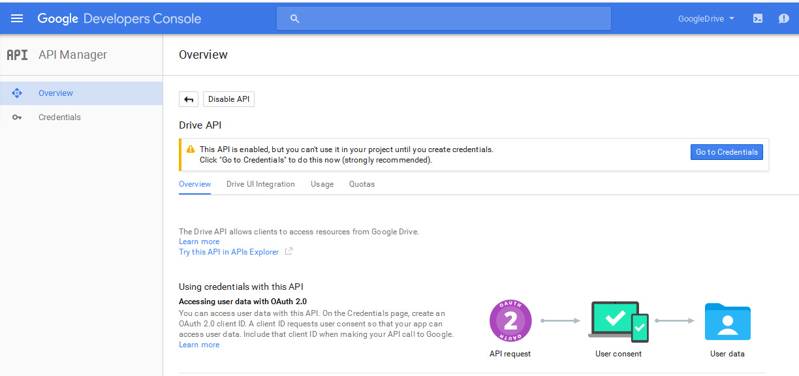 Google Developers Console
GoogleDrive
API API Manager
Overview
Overview
Credentials
Disable API
Drive API
This API is enabled, but you can't use it in your project until you create credentials.
Click "Go to Credentials" to do this now (strongly recommended).
Go to Credentials
Overview Drive UI Integration Usage Quotas
The Drive API allows clients to access resources from Google Drive.
Learn more
Try this API in APIs Explorer
Using credentials with this API
Accessing user data with OAuth 2.0
You can access user data with this API. On the Credentials page, create an
OAuth 2.0 client ID. A client ID requests user consent so that your app can
access user data. Include that client ID when making your API call to Google.
Learn more
OAUTH
2
OAUTH
API request
User consent
User data